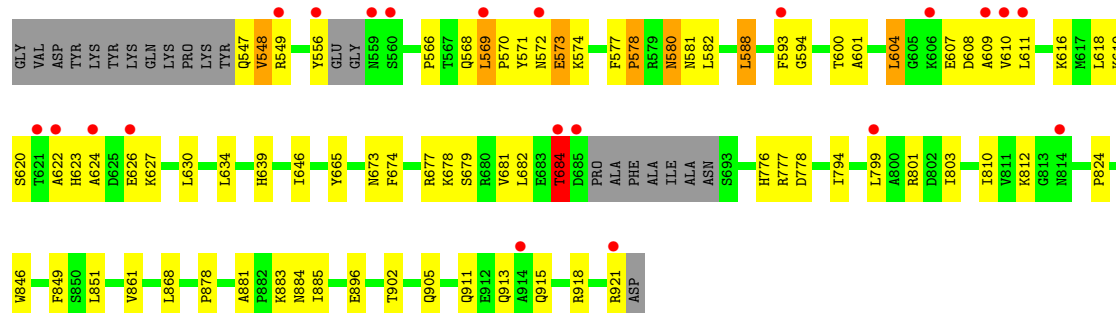 GLY VAL ASP TYR LYS TYR LYS GLN LYS PRO LYS TYR Q547 V548 R549 Y556 GLU GLY N559 S560 P566 T567 Q568 L569 P570 Y571 N572 E573 K574 F577 P578 R579 N580 N581 L582 L588 F593 G594 T600 A601 L604 G605 K606 E607 D608 A609 V610 L611 K616 M617 L618
S620 T621 A622 H623 A624 D625 E626 K627 L630 L634 H639 I646 Y665 N673 F674 R677 K678 S679 R680 V681 L682 E683 T684 D685 PRO ALA PHE ALA ILE ALA ASN S693 H776 R777 D778 I794 L799 A800 R801 D802 I803 I810 V811 K812 G813 N814 P824
W846 F849 S850 L851 V861 L868 P878 A881 P882 K883 N884 I885 E896 T902 Q905 Q911 E912 Q913 A914 Q915 R918 R921 ASP